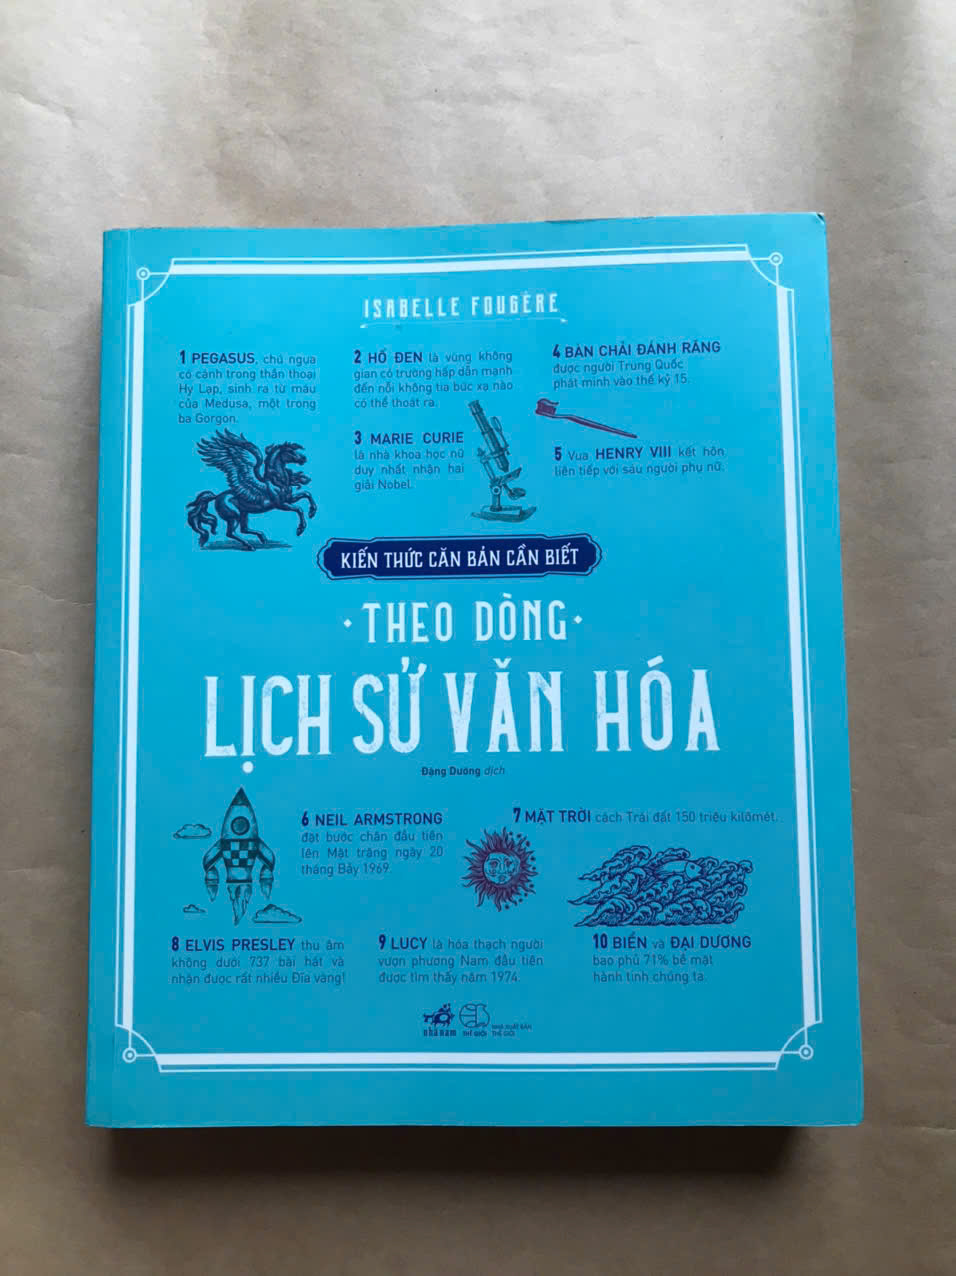 ISABELLE FOUGÈRE
1 PEGASUS, chú ngựa
có cánh trong thần thoại
Hy Lạp, sinh ra từ máu
của Medusa, một trong
ba Gorgon.
2 HỐ ĐEN là vùng không
gian có trường hấp dẫn mạnh
đến nỗi không tia bức xạ nào
có thể thoát ra.
3 MARIE CURIE
là nhà khoa học nữ
duy nhất nhận hai
giải Nobel.
4 BÀN CHẢI ĐÁNH RĂNG
được người Trung Quốc
phát minh vào thế kỷ 15.
5 Vua HENRY VIII kết hôn
liên tiếp với sáu người phụ nữ.
KIẾN THỨC CĂN BẢN CẦN BIẾT
THEO DÒNG
LỊCH SỬ VĂN HÓA
Đặng Dương dịch
6 NEIL ARMSTRONG
đặt bước chân đầu tiên
lên Mặt trăng ngày 20
tháng Bảy 1969.
7 MẶT TRỜI cách Trái đất 150 triệu kilômét.
8 ELVIS PRESLEY thu âm
không dưới 737 bài hát và
nhận được rất nhiều Đĩa vàng!
9 LUCY là hóa thạch người
vượn phương Nam đầu tiên
được tìm thấy năm 1974.
10 BIỂN và ĐẠI DƯƠNG
bao phủ 71% bề mặt
hành tinh chúng ta.
nhã nam
THẾ GIỚI
NHÀ XUẤT BẢN
THẾ GIỚI